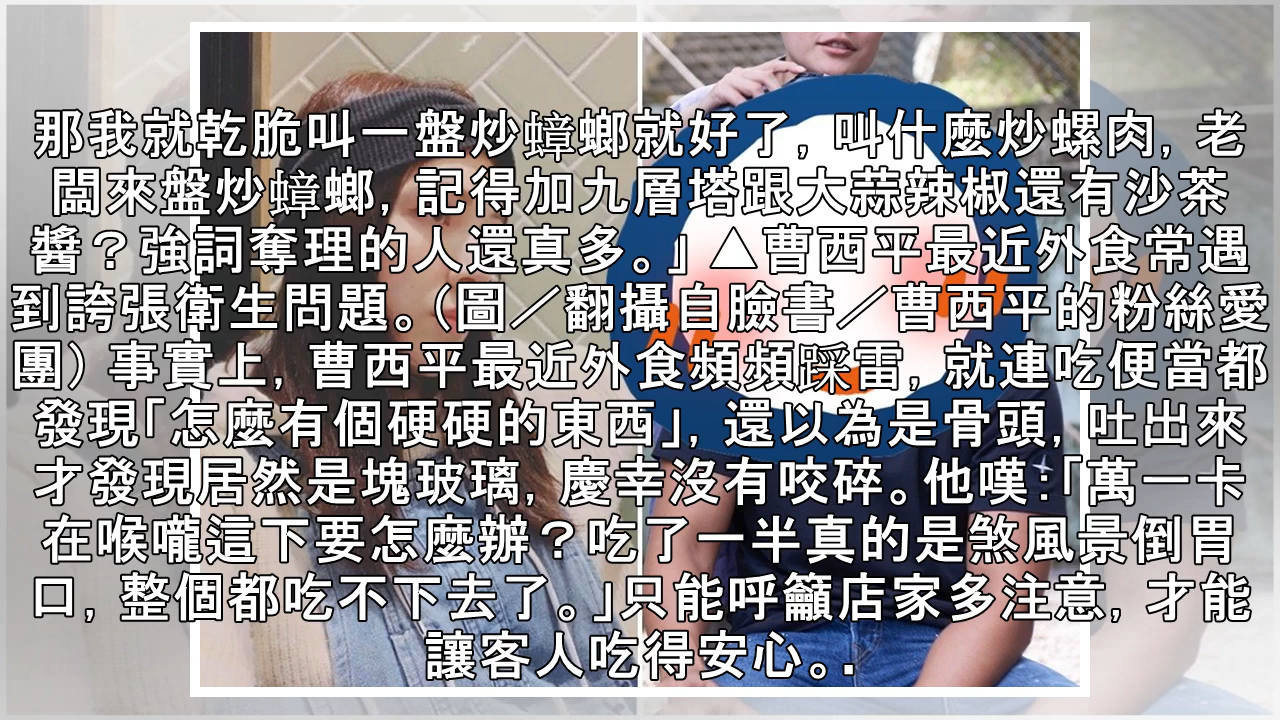 那我就乾脆叫一盤炒蟑螂就好了, 叫什麼炒螺肉, 老
闆來盤炒蟑螂, 記得加九層塔跟大蒜辣椒還有沙茶
醬？強詞奪理的人還真多。」 △曹西平最近外食常遇
到誇張衛生問題。(圖／翻攝自臉書／曹西平的粉絲愛
團) 事實上, 曹西平最近外食頻頻踩雷, 就連吃便當都
發現「怎麼有個硬硬的東西」, 還以為是骨頭, 吐出來
才發現居然是塊玻璃, 慶幸沒有咬碎。他嘆:「萬一卡
在喉嚨這下要怎麼辦？吃了一半真的是煞風景倒胃
口, 整個都吃不下去了。」只能呼籲店家多注意, 才能
讓客人吃得安心。.